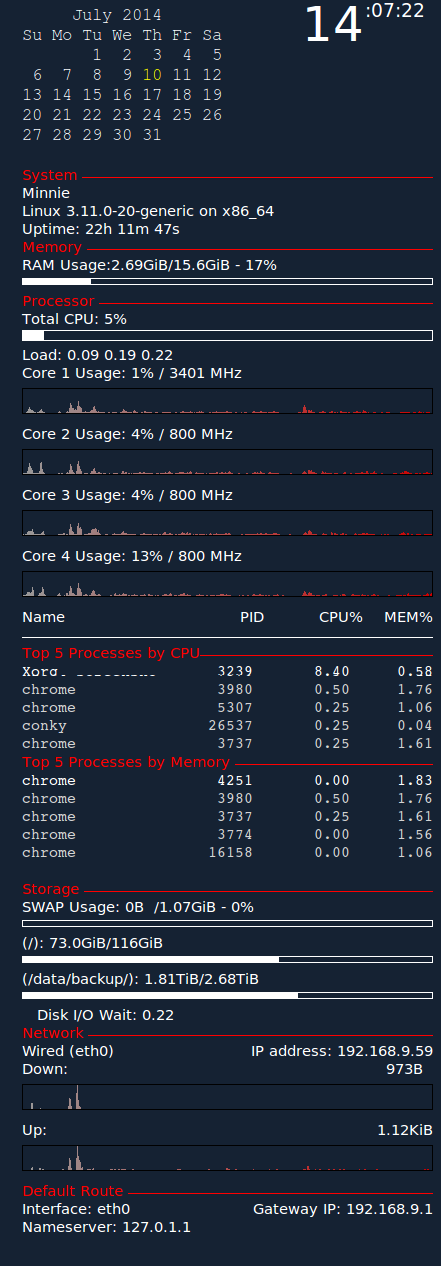 July 2014
14:07:22
Su Mo Tu We Th Fr Sa
1 2 3 4 5
6 7 8 9 10 11 12
13 14 15 16 17 18 19
20 21 22 23 24 25 26
27 28 29 30 31
System
Minnie
Linux 3.11.0-20-generic on x86_64
Uptime: 22h 11m 47s
Memory
RAM Usage:2.69GiB/15.6GiB - 17%
Processor
Total CPU: 5%
Load: 0.09 0.19 0.22
Core 1 Usage: 1% / 3401 MHz
Core 2 Usage: 4% / 800 MHz
Core 3 Usage: 4% / 800 MHz
Core 4 Usage: 13% / 800 MHz
Name PID CPU% MEM%
Top 5 Processes by CPU
Xorg 3239 8.40 0.58
chrome 3980 0.50 1.76
chrome 5307 0.25 1.06
conky 26537 0.25 0.04
chrome 3737 0.25 1.61
Top 5 Processes by Memory
chrome 4251 0.00 1.83
chrome 3980 0.50 1.76
chrome 3737 0.25 1.61
chrome 3774 0.00 1.56
chrome 16158 0.00 1.06
Storage
SWAP Usage: 0B /1.07GiB - 0%
(/): 73.0GiB/116GiB
(/data/backup/): 1.81TiB/2.68TiB
Disk I/O Wait: 0.22
Network
Wired (eth0) IP address: 192.168.9.59
Down: 973B
Up: 1.12KiB
Default Route
Interface: eth0 Gateway IP: 192.168.9.1
Nameserver: 127.0.1.1